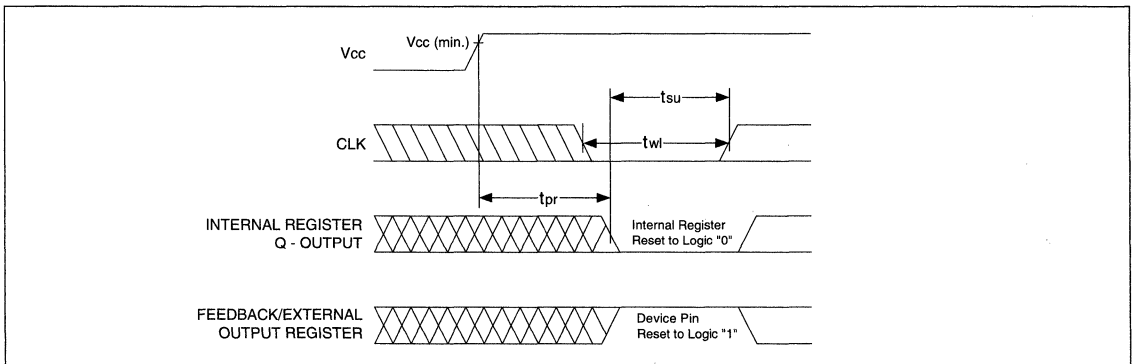 Vcc
Vcc (min.)
tsu
CLK
twl
tpr
INTERNAL REGISTER
Q - OUTPUT
Internal Register
Reset to Logic "0"
FEEDBACK/EXTERNAL
OUTPUT REGISTER
Device Pin
Reset to Logic "1"